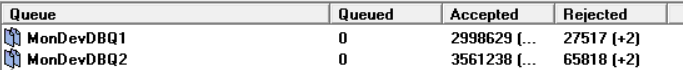 Queue Queued Accepted Rejected
MonDevDBQ1 0 2998629 (... 27517 (+2)
MonDevDBQ2 0 3561238 (... 65818 (+2)